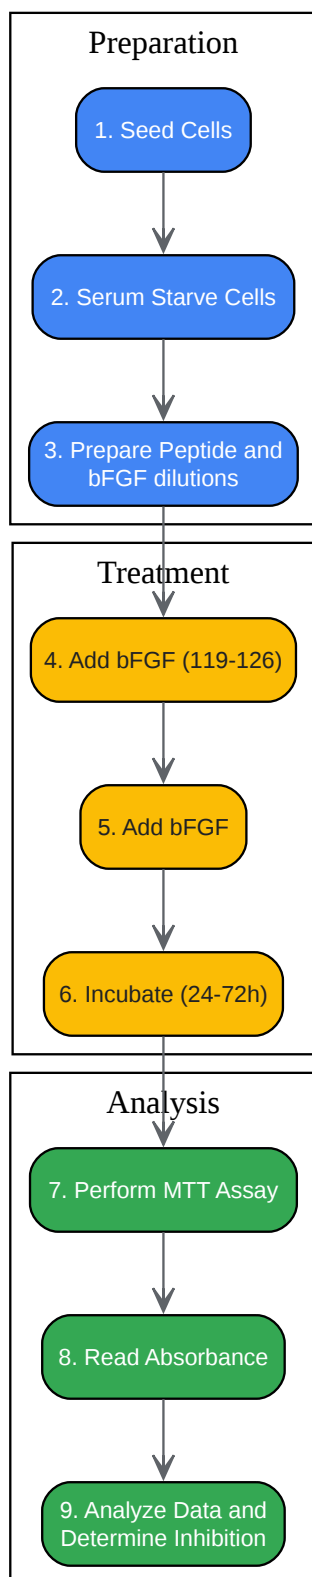 Preparation
1. Seed Cells
2. Serum Starve Cells
3. Prepare Peptide and
bFGF dilutions
Treatment
4. Add bFGF (119-126)
5. Add bFGF
6. Incubate (24-72h)
Analysis
7. Perform MTT Assay
8. Read Absorbance
9. Analyze Data and
Determine Inhibition